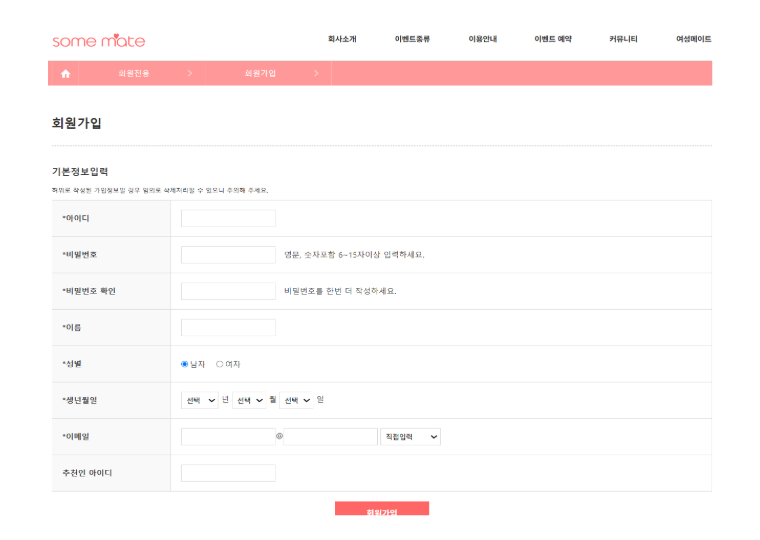 some mate
회사소개 이벤트종류 이용안내 이벤트 예약 커뮤니티 여성메이트
회원전용 > 회원가입 >
회원가입
기본정보입력
허위로 작성된 가입정보일 경우 임의로 삭제처리될 수 있으니 주의해 주세요.
*아이디
*비밀번호 영문, 숫자포함 6~15자이상 입력하세요.
*비밀번호 확인 비밀번호를 한번 더 작성하세요.
*이름
*성별 남자 여자
*생년월일 선택 년 선택 월 선택 일
*이메일 @ 직접입력
추천인 아이디
회원가입